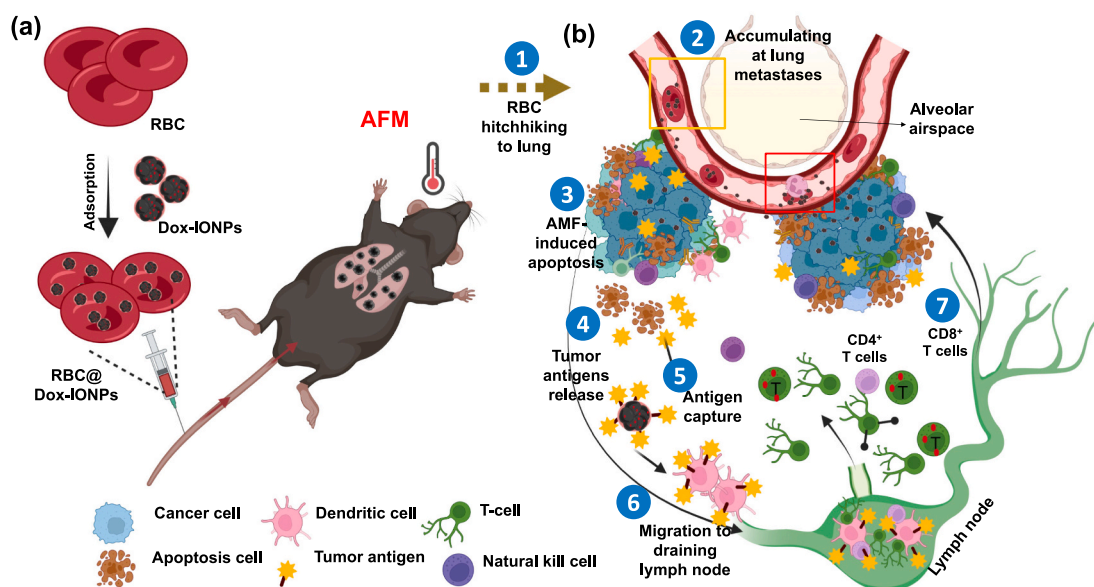 (a)
RBC
Adsorption
Dox-IONPs
RBC@
Dox-IONPs
AFM
1
RBC
hitchhiking
to lung
(b)
2
Accumulating
at lung
metastases
Alveolar
airspace
3
AMF-
induced
apoptosis
4
Tumor
antigens
release
5
Antigen
capture
6
Migration to
draining
lymph node
7
CD8⁺
T cells
CD4⁺
T cells
T
T
T
Lymph node
Cancer cell
Dendritic cell
T-cell
Apoptosis cell
Tumor antigen
Natural kill cell